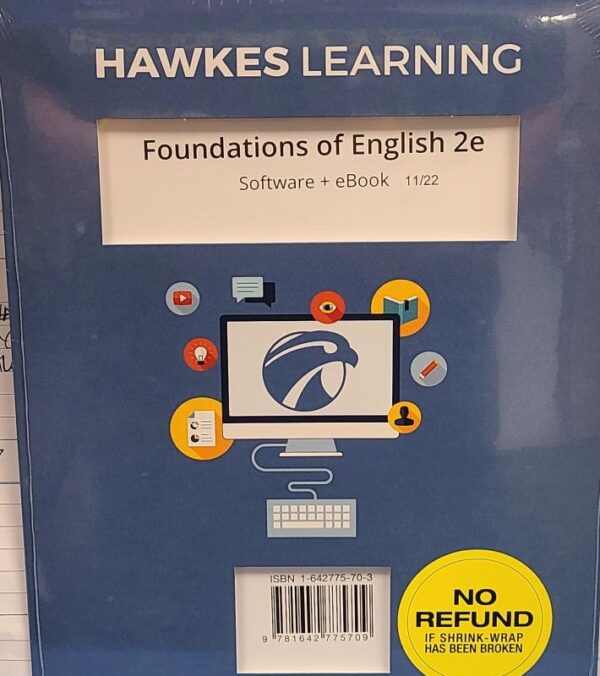 HAWKES LEARNING
Foundations of English 2e
Software + eBook 11/22
ISBN 1-642775-70-3
9 781642 775709
NO
REFUND
IF SHRINK-WRAP
HAS BEEN BROKEN